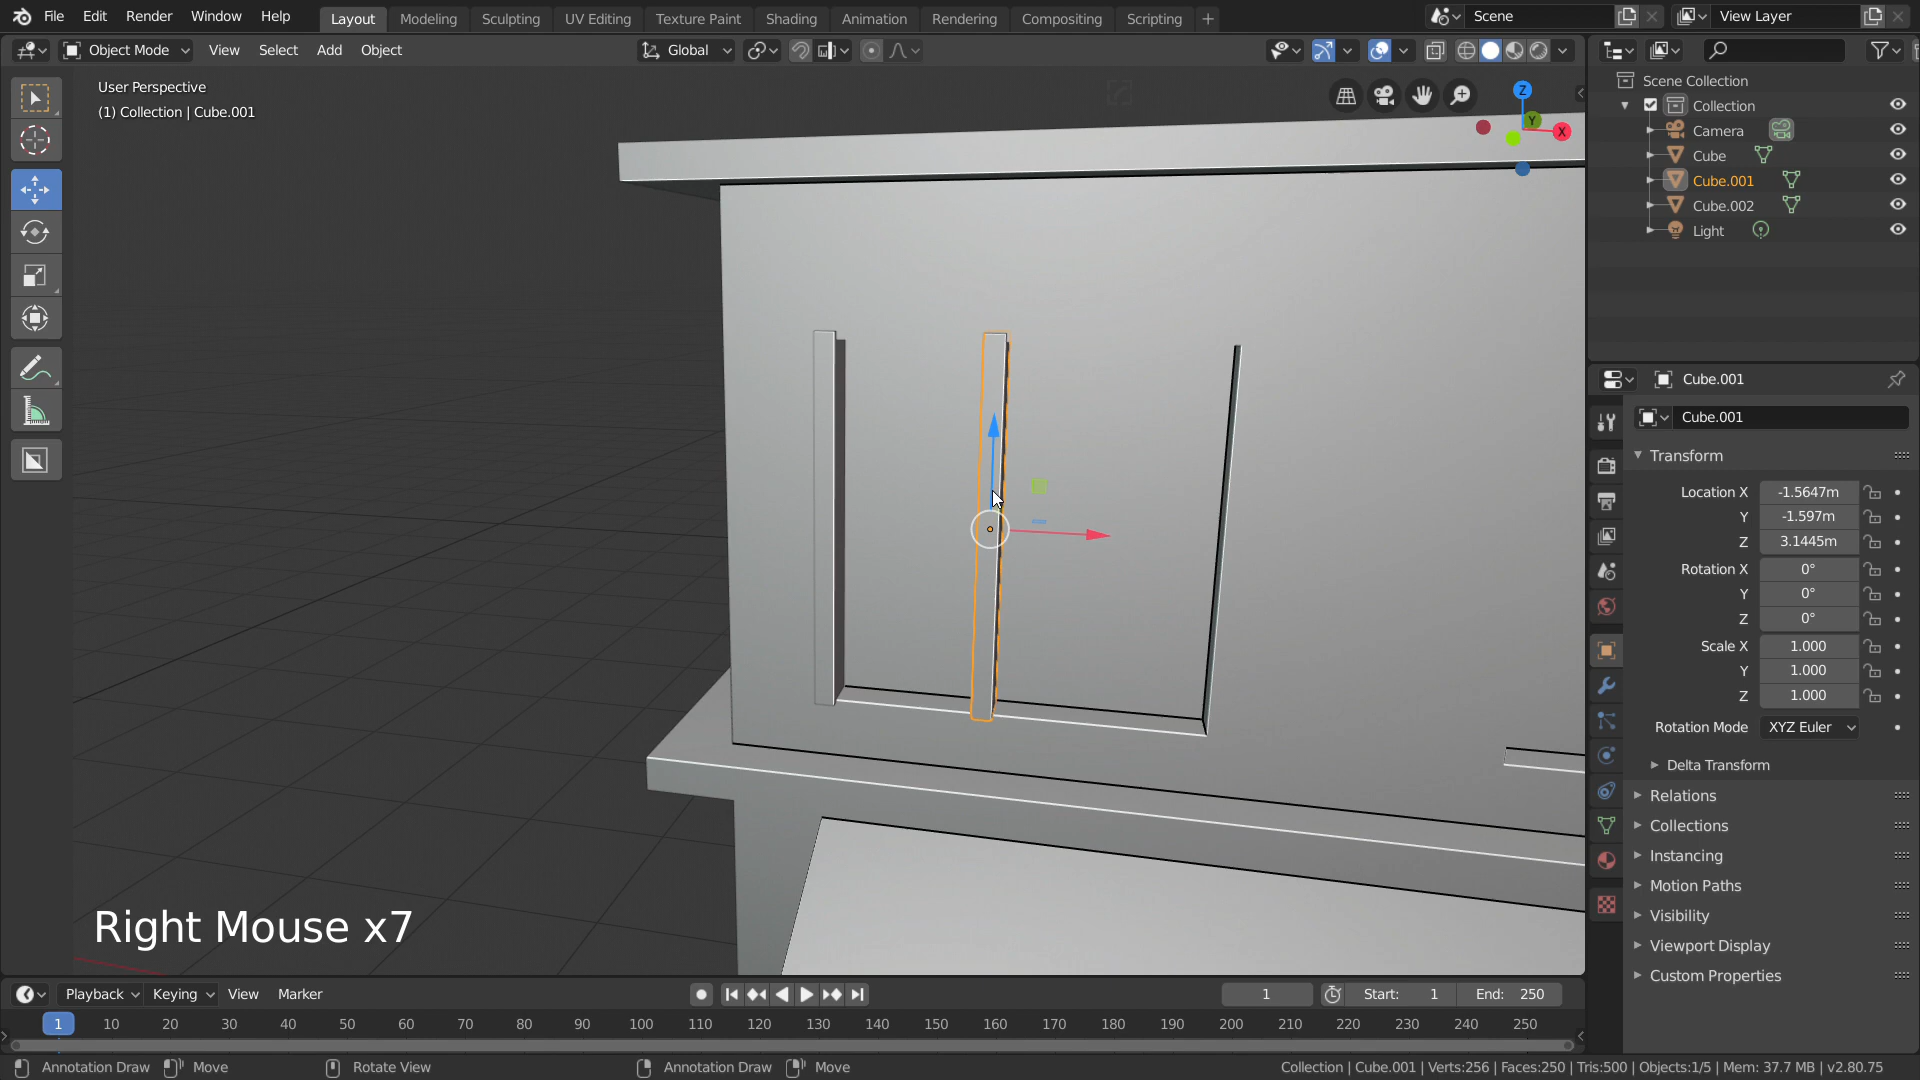 File Edit Render Window Help Layout Modeling Sculpting UV Editing Texture Paint Shading Animation Rendering Compositing Scripting + Scene View Layer
Object Mode View Select Add Object Global
User Perspective
(1) Collection | Cube.001
Z
Y
X
Scene Collection
Collection
Camera
Cube
Cube.001
Cube.002
Light
Cube.001
Cube.001
Transform
Location X -1.5647m
Y -1.597m
Z 3.1445m
Rotation X 0°
Y 0°
Z 0°
Scale X 1.000
Y 1.000
Z 1.000
Rotation Mode XYZ Euler
Delta Transform
Relations
Collections
Instancing
Motion Paths
Visibility
Viewport Display
Custom Properties
Right Mouse x7
Playback Keying View Marker 1 Start: 1 End: 250
1 10 20 30 40 50 60 70 80 90 100 110 120 130 140 150 160 170 180 190 200 210 220 230 240 250
Annotation Draw Move Rotate View Annotation Draw Move Collection | Cube.001 | Verts:256 | Faces:250 | Tris:500 | Objects:1/5 | Mem: 37.7 MB | v2.80.75